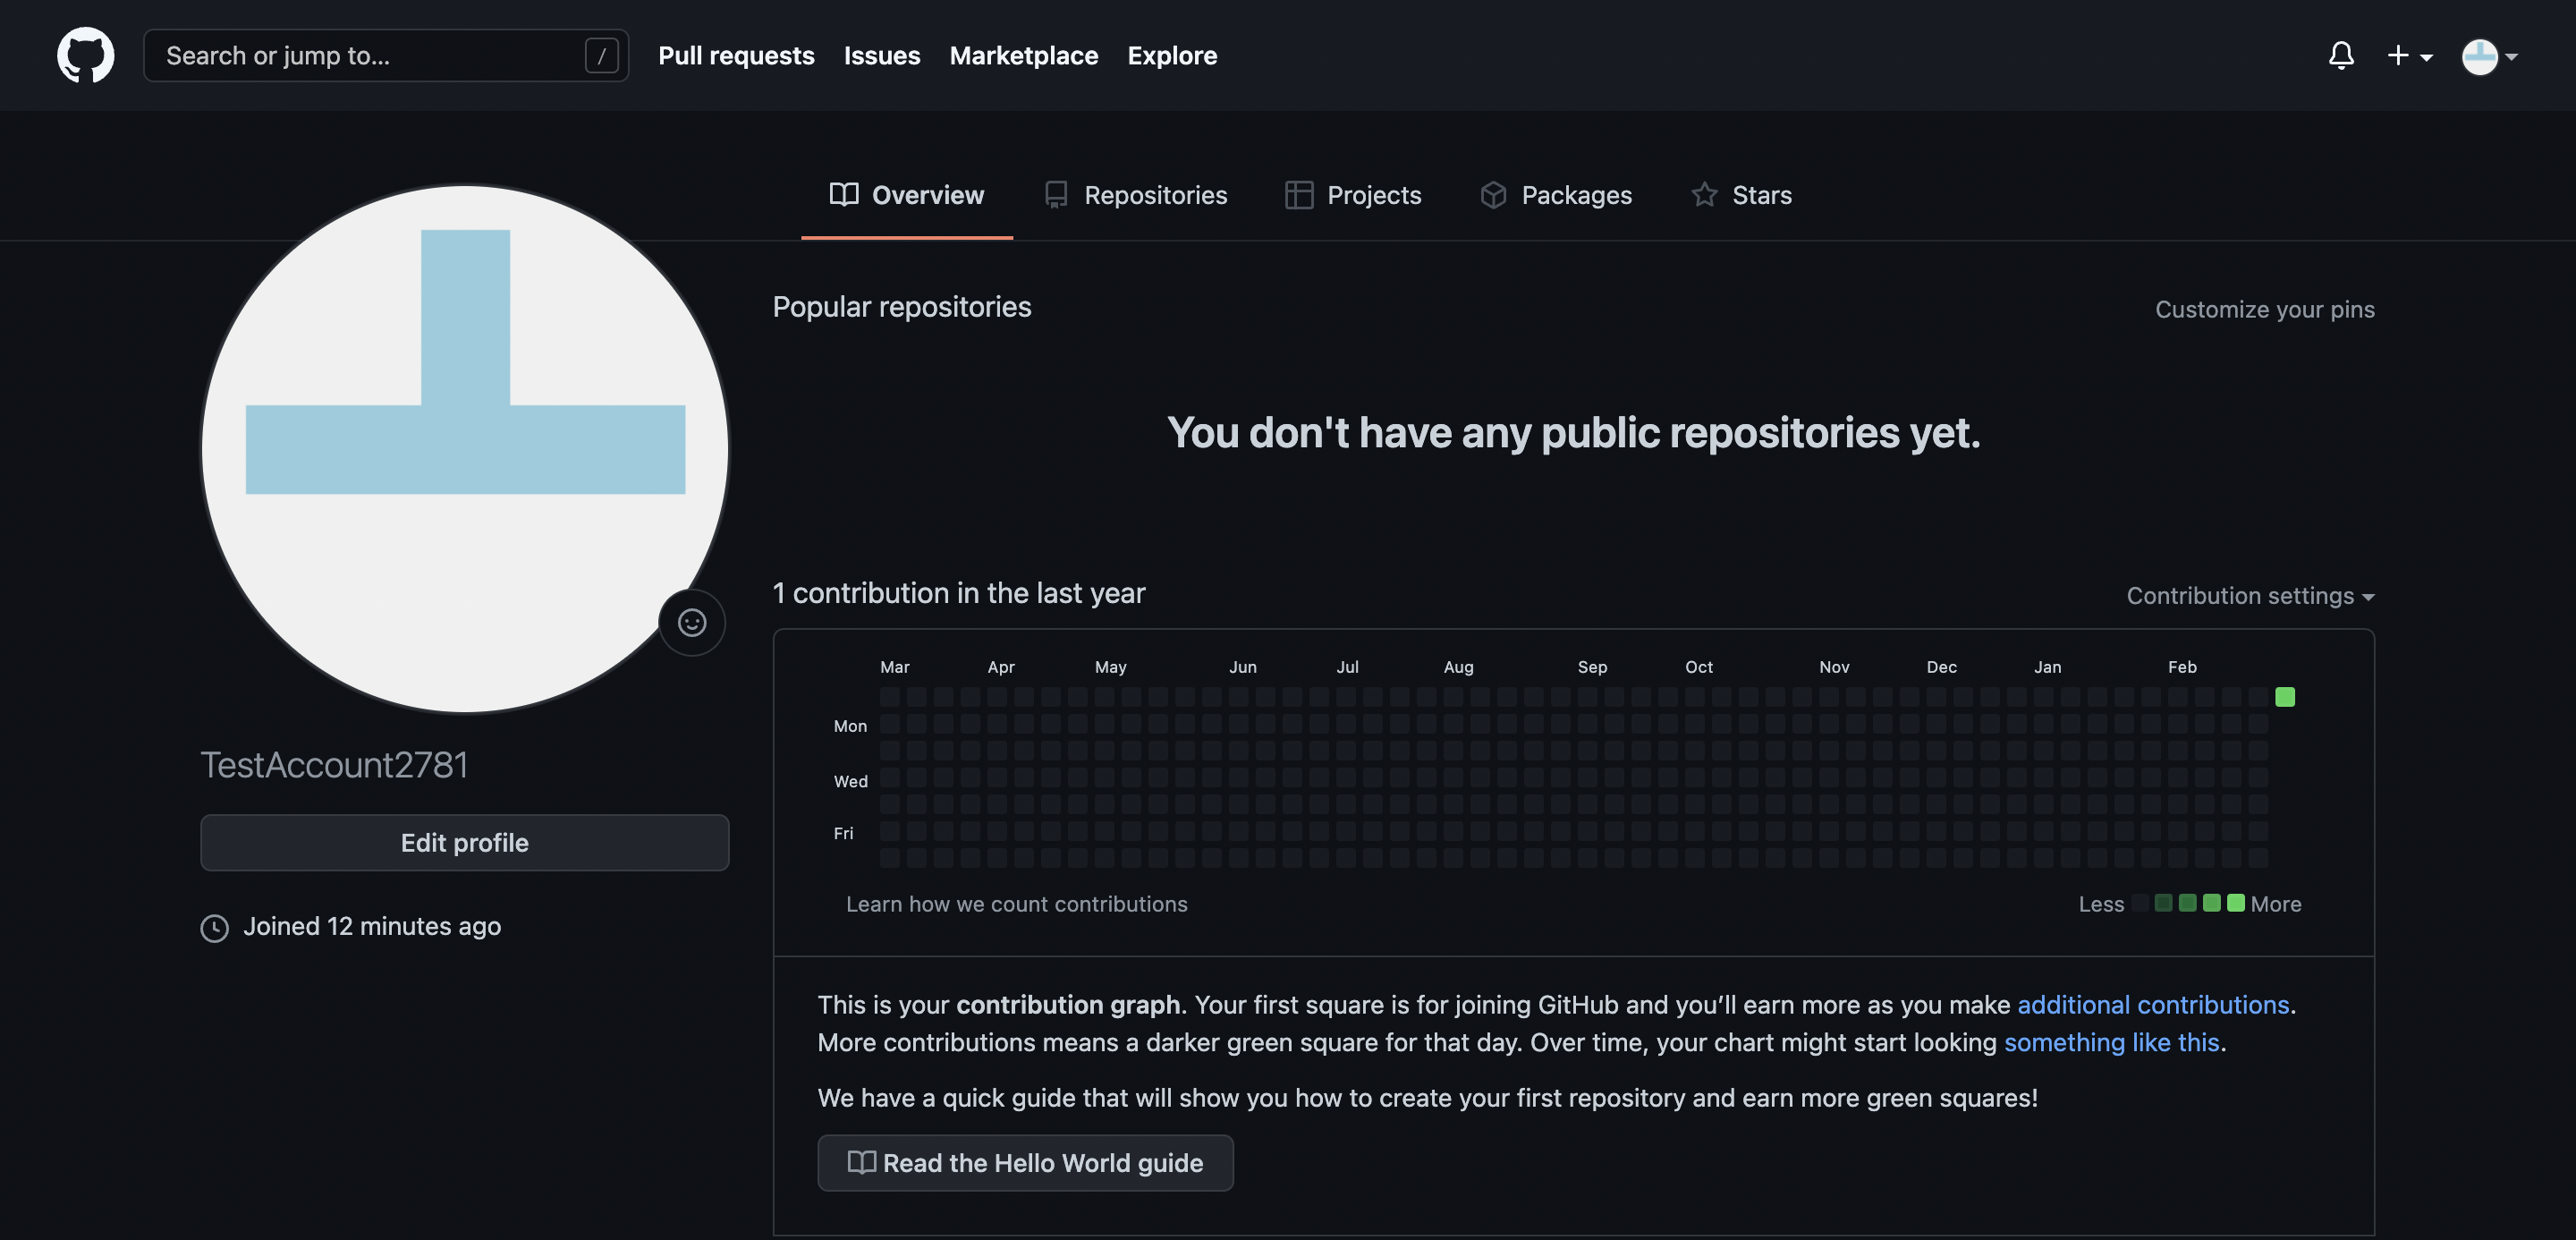 Search or jump to... /
Pull requests Issues Marketplace Explore
Overview Repositories Projects Packages Stars
Popular repositories
Customize your pins
You don't have any public repositories yet.
1 contribution in the last year
Contribution settings
Mar Apr May Jun Jul Aug Sep Oct Nov Dec Jan Feb
Mon
Wed
Fri
Learn how we count contributions
Less More
This is your contribution graph. Your first square is for joining GitHub and you’ll earn more as you make additional contributions.
More contributions means a darker green square for that day. Over time, your chart might start looking something like this.
We have a quick guide that will show you how to create your first repository and earn more green squares!
Read the Hello World guide
TestAccount2781
Edit profile
Joined 12 minutes ago